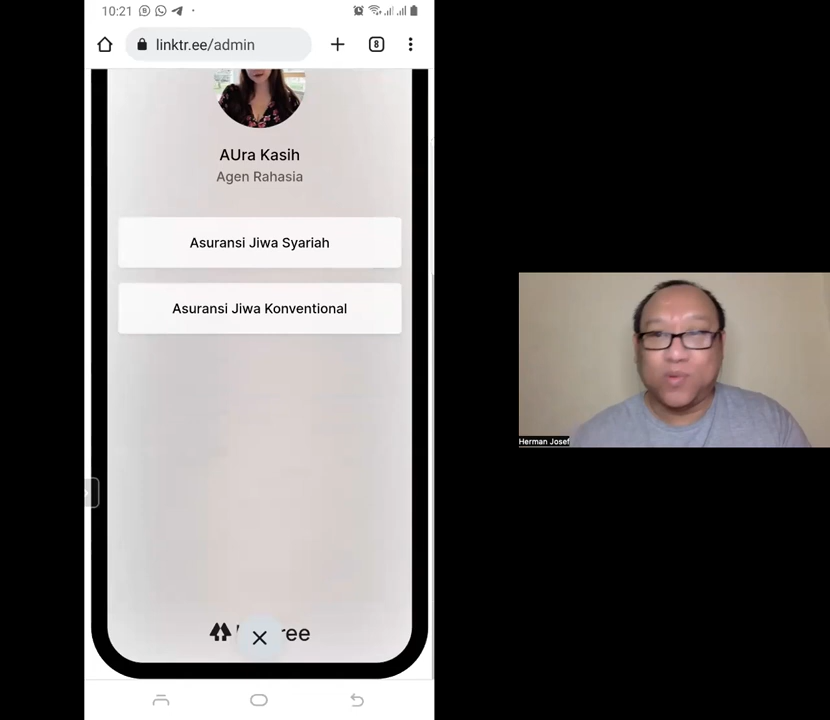 10:21
linktr.ee/admin
8
AUra Kasih
Agen Rahasia
Asuransi Jiwa Syariah
Asuransi Jiwa Konventional
Herman Josef